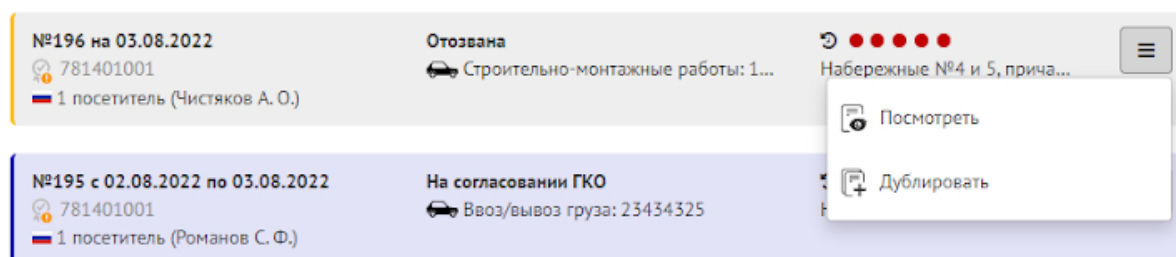 №196 на 03.08.2022
781401001
1 посетитель (Чистяков А. О.)
Отозвана
Строительно-монтажные работы: 1...
Набережные №4 и 5, прича...
Посмотреть
Дублировать
№195 с 02.08.2022 по 03.08.2022
781401001
1 посетитель (Романов С. Ф.)
На согласовании ГКО
Ввоз/вывоз груза: 23434325